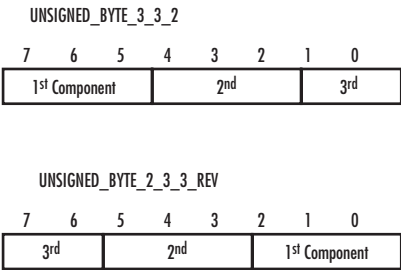 UNSIGNED_BYTE_3_3_2
7 6 5 4 3 2 1 0
1st Component 2nd 3rd
UNSIGNED_BYTE_2_3_3_REV
7 6 5 4 3 2 1 0
3rd 2nd 1st Component